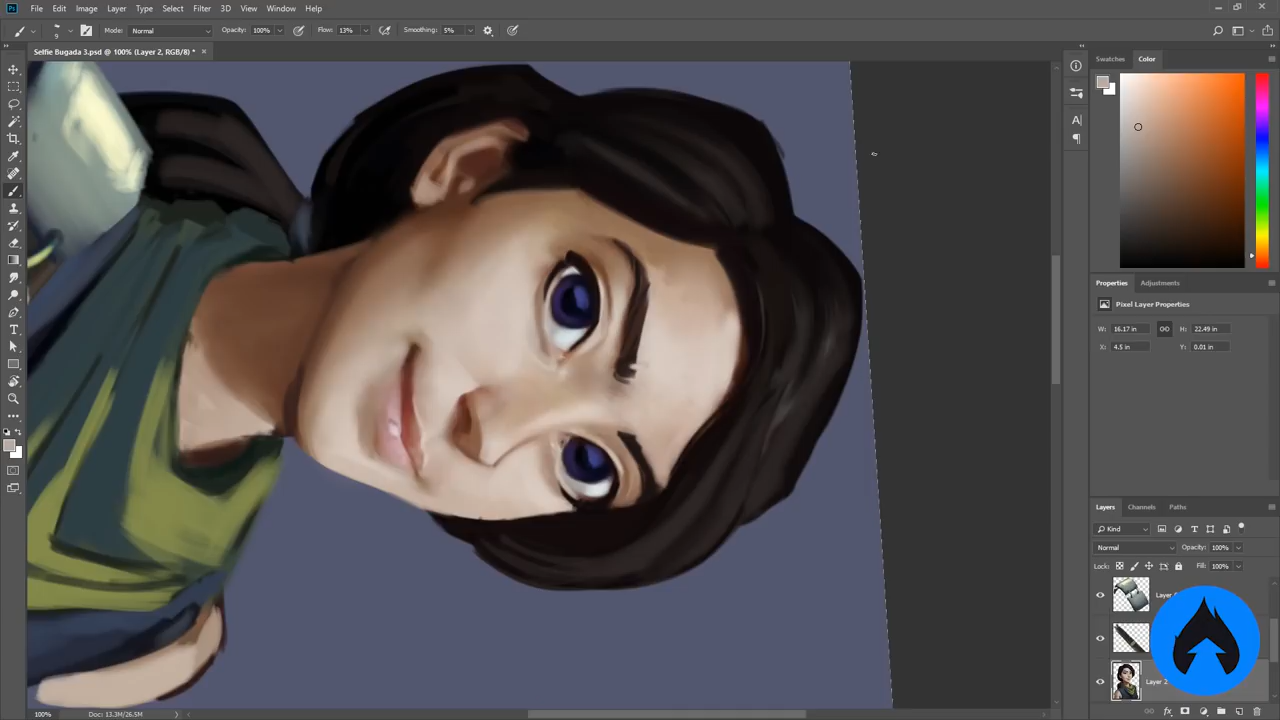 File Edit Image Layer Type Select Filter 3D View Window Help
9 Mode: Normal Opacity: 100% Flow: 13% Smoothing: 5%
Selfie Bugada 3.psd @ 100% (Layer 2, RGB/8) * ×
Swatches Color
Properties Adjustments
Pixel Layer Properties
W: 16.17 in H: 22.49 in
X: 4.5 in Y: 0.01 in
Layers Channels Paths
Kind
Normal Opacity: 100%
Lock: Fill: 100%
Layer
Layer 2
100% Doc: 13.3M/26.5M